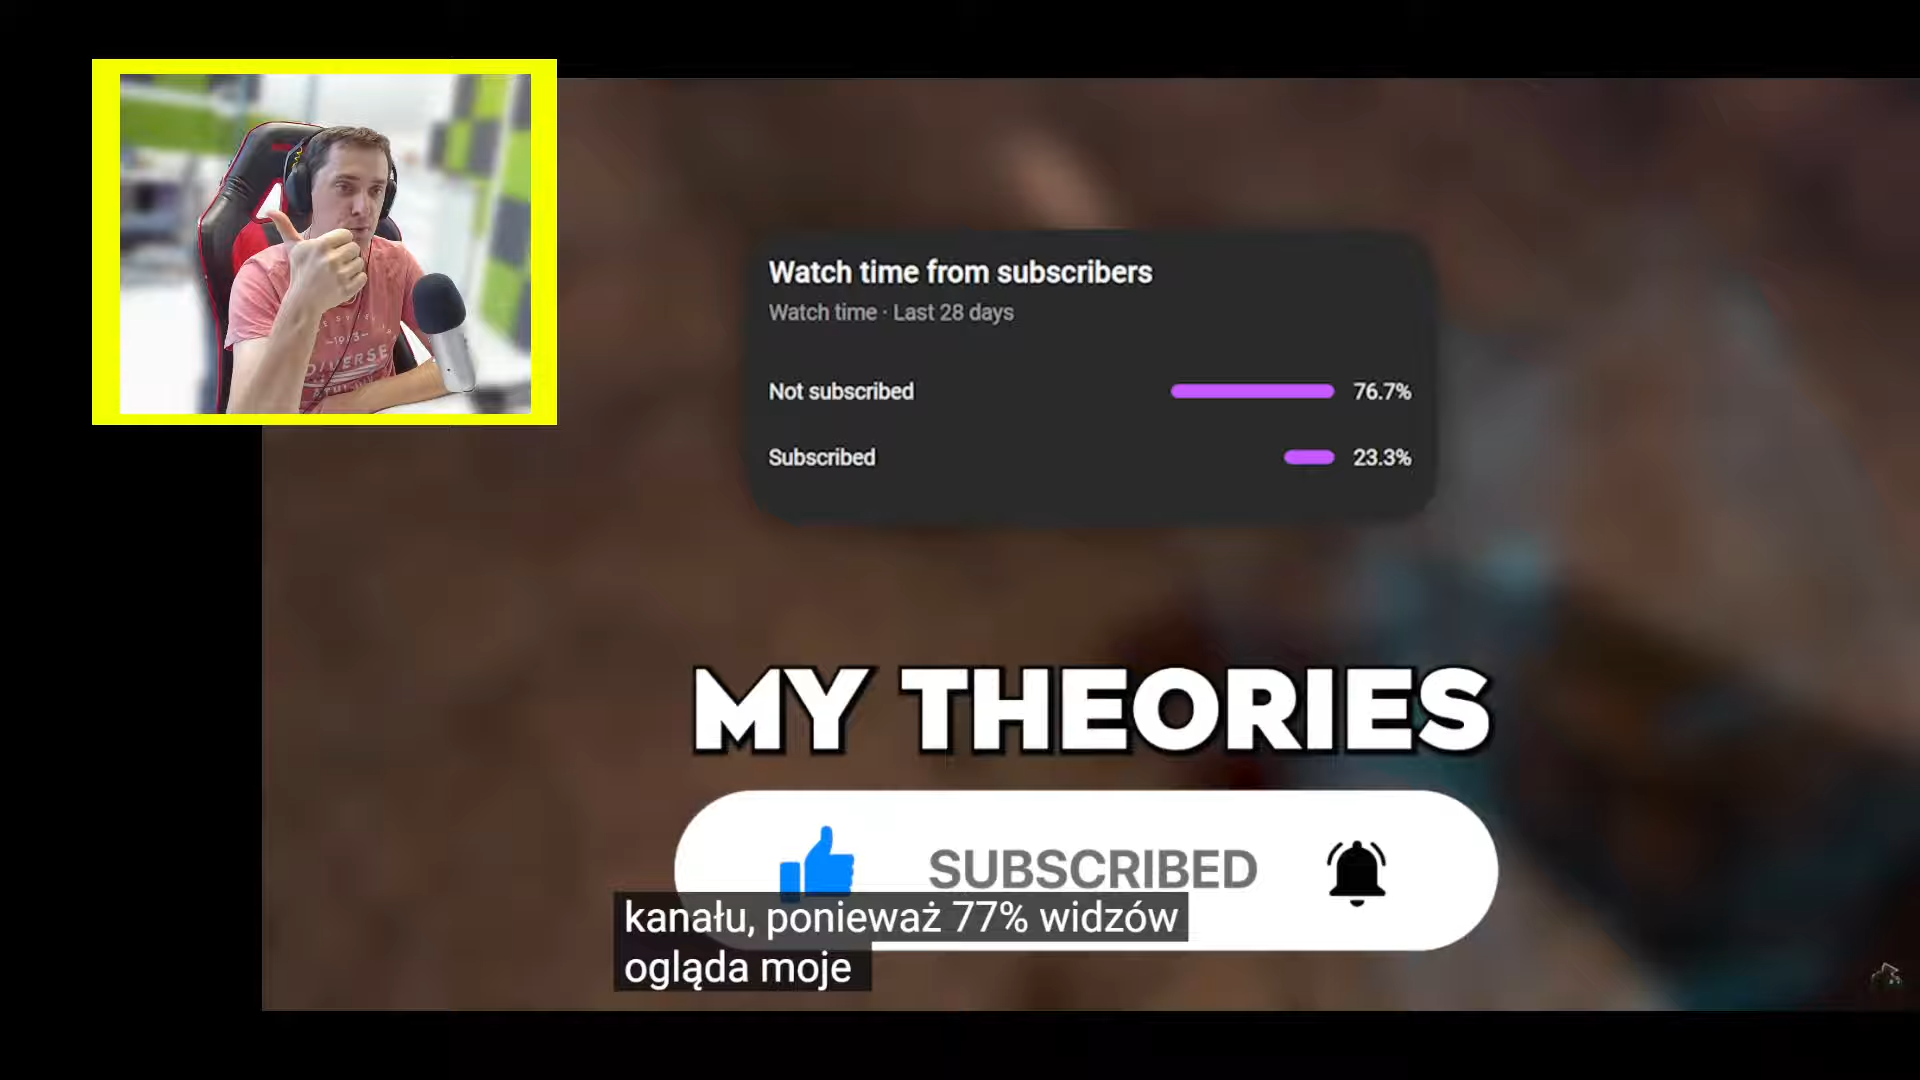 Watch time from subscribers
Watch time · Last 28 days
Not subscribed 76.7%
Subscribed 23.3%
MY THEORIES
SUBSCRIBED
kanału, ponieważ 77% widzów
ogląda moje